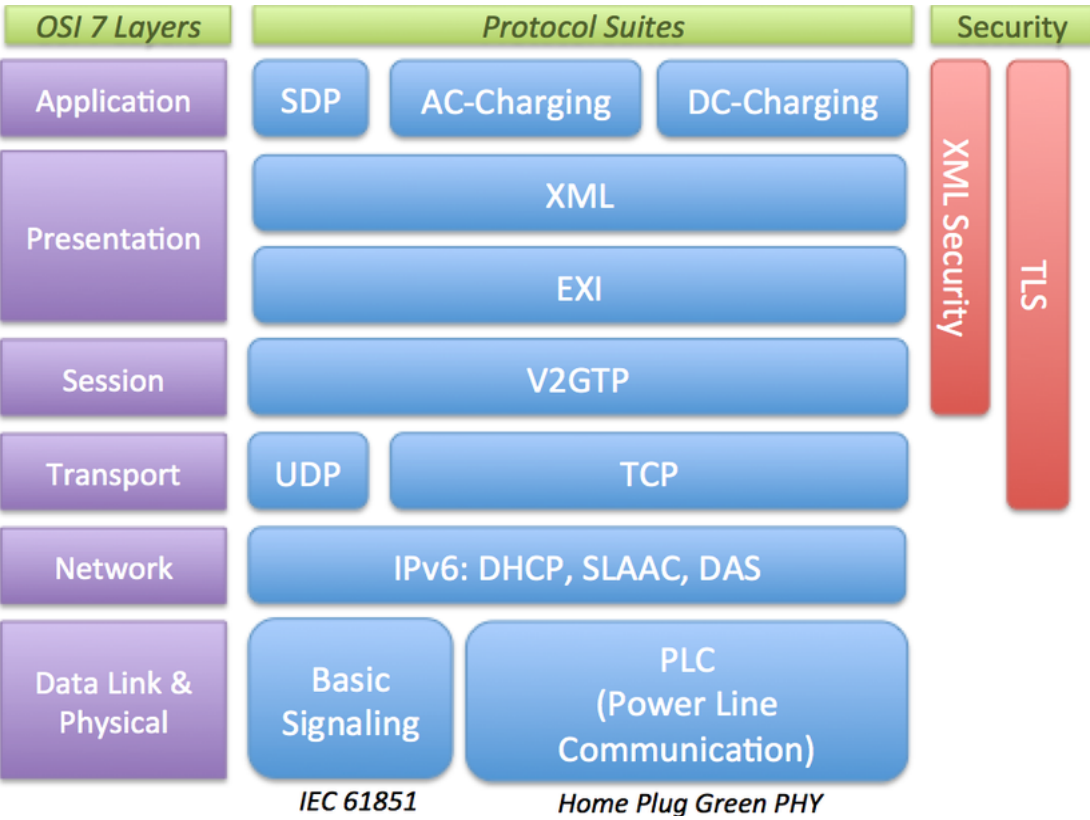 OSI 7 Layers
Protocol Suites
Security
Application
SDP
AC-Charging
DC-Charging
XML Security
TLS
Presentation
XML
EXI
Session
V2GTP
Transport
UDP
TCP
Network
IPv6: DHCP, SLAAC, DAS
Data Link &
Physical
Basic
Signaling
PLC
(Power Line
Communication)
IEC 61851
Home Plug Green PHY